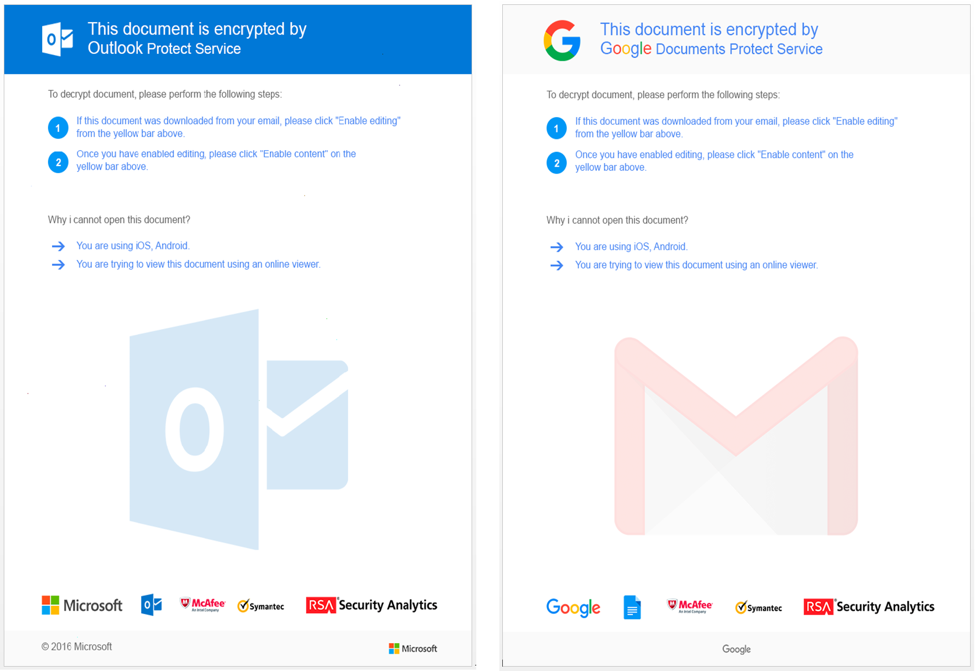 This document is encrypted by
Outlook Protect Service
To decrypt document, please perform the following steps:
1
If this document was downloaded from your email, please click "Enable editing"
from the yellow bar above.
2
Once you have enabled editing, please click "Enable content" on the
yellow bar above.
Why i cannot open this document?
You are using iOS, Android.
You are trying to view this document using an online viewer.
O
Microsoft
O
McAfee
An Intel Company
Symantec
RSA Security Analytics
© 2016 Microsoft
Microsoft
G
This document is encrypted by
Google Documents Protect Service
To decrypt document, please perform the following steps:
1
If this document was downloaded from your email, please click "Enable editing"
from the yellow bar above.
2
Once you have enabled editing, please click "Enable content" on the
yellow bar above.
Why i cannot open this document?
You are using iOS, Android.
You are trying to view this document using an online viewer.
Google
McAfee
An Intel Company
Symantec
RSA Security Analytics
Google